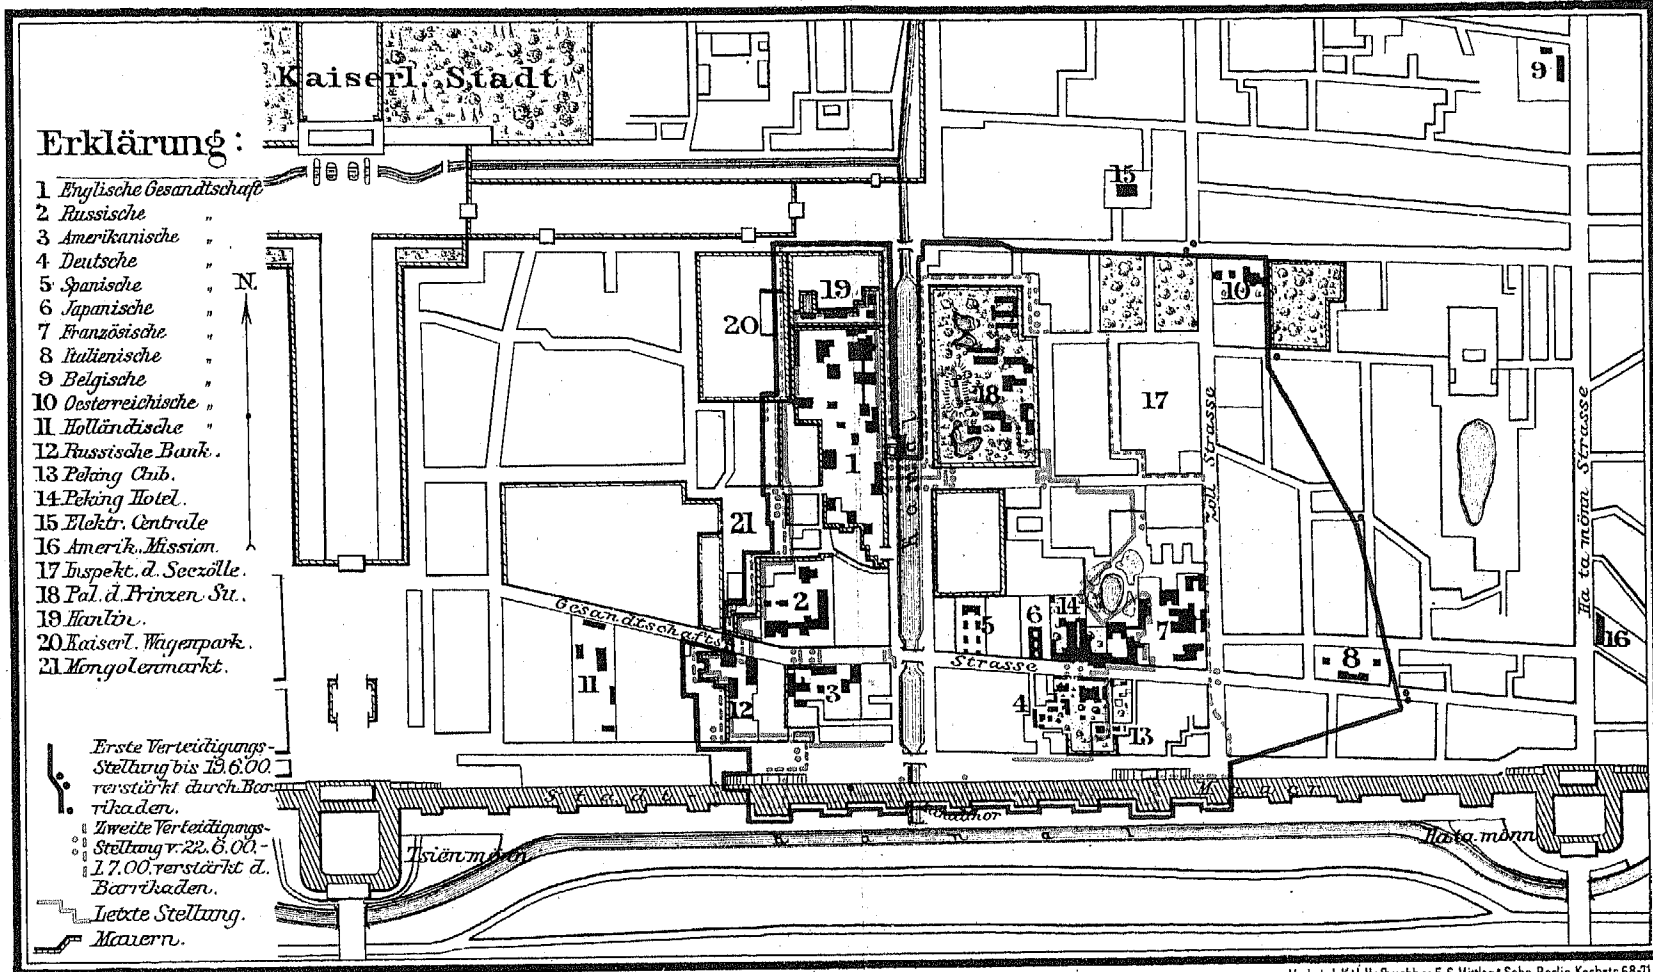 Kaiserl. Stadt
Erklärung:
1 Englische Gesandtschaft
2 Russische "
3 Amerikanische "
4 Deutsche "
5 Spanische "
6 Japanische "
7 Französische "
8 Italienische "
9 Belgische "
10 Oesterreichische "
11 Holländische "
12 Russische Bank.
13 Peking Club.
14 Peking Hotel.
15 Elektr. Centrale
16 Amerik. Mission.
17 Inspekt. d. Seezölle.
18 Pal. d. Prinzen Su.
19 Hanlin.
20 Kaiserl. Wagenpark.
21 Mongolenmarkt.
N.
Erste Verteidigungs-
Stellung bis 19.6.00.
verstärkt durch Bar
rikaden.
Zweite Verteidigungs-
Stellung v. 22.6.00.-
1.7.00. verstärkt d.
Barrikaden.
Letzte Stellung.
Mauern.
9
15
10
19
20
18
17
1
21
2
5
6
14
7
8
16
11
12
3
4
13
Kanal
Zoll Strasse
Ha ta mönn Strasse
Gesandtschafts
Strasse
Stadt Mauer
Kanal
Tsiën mönn
Hata mönn